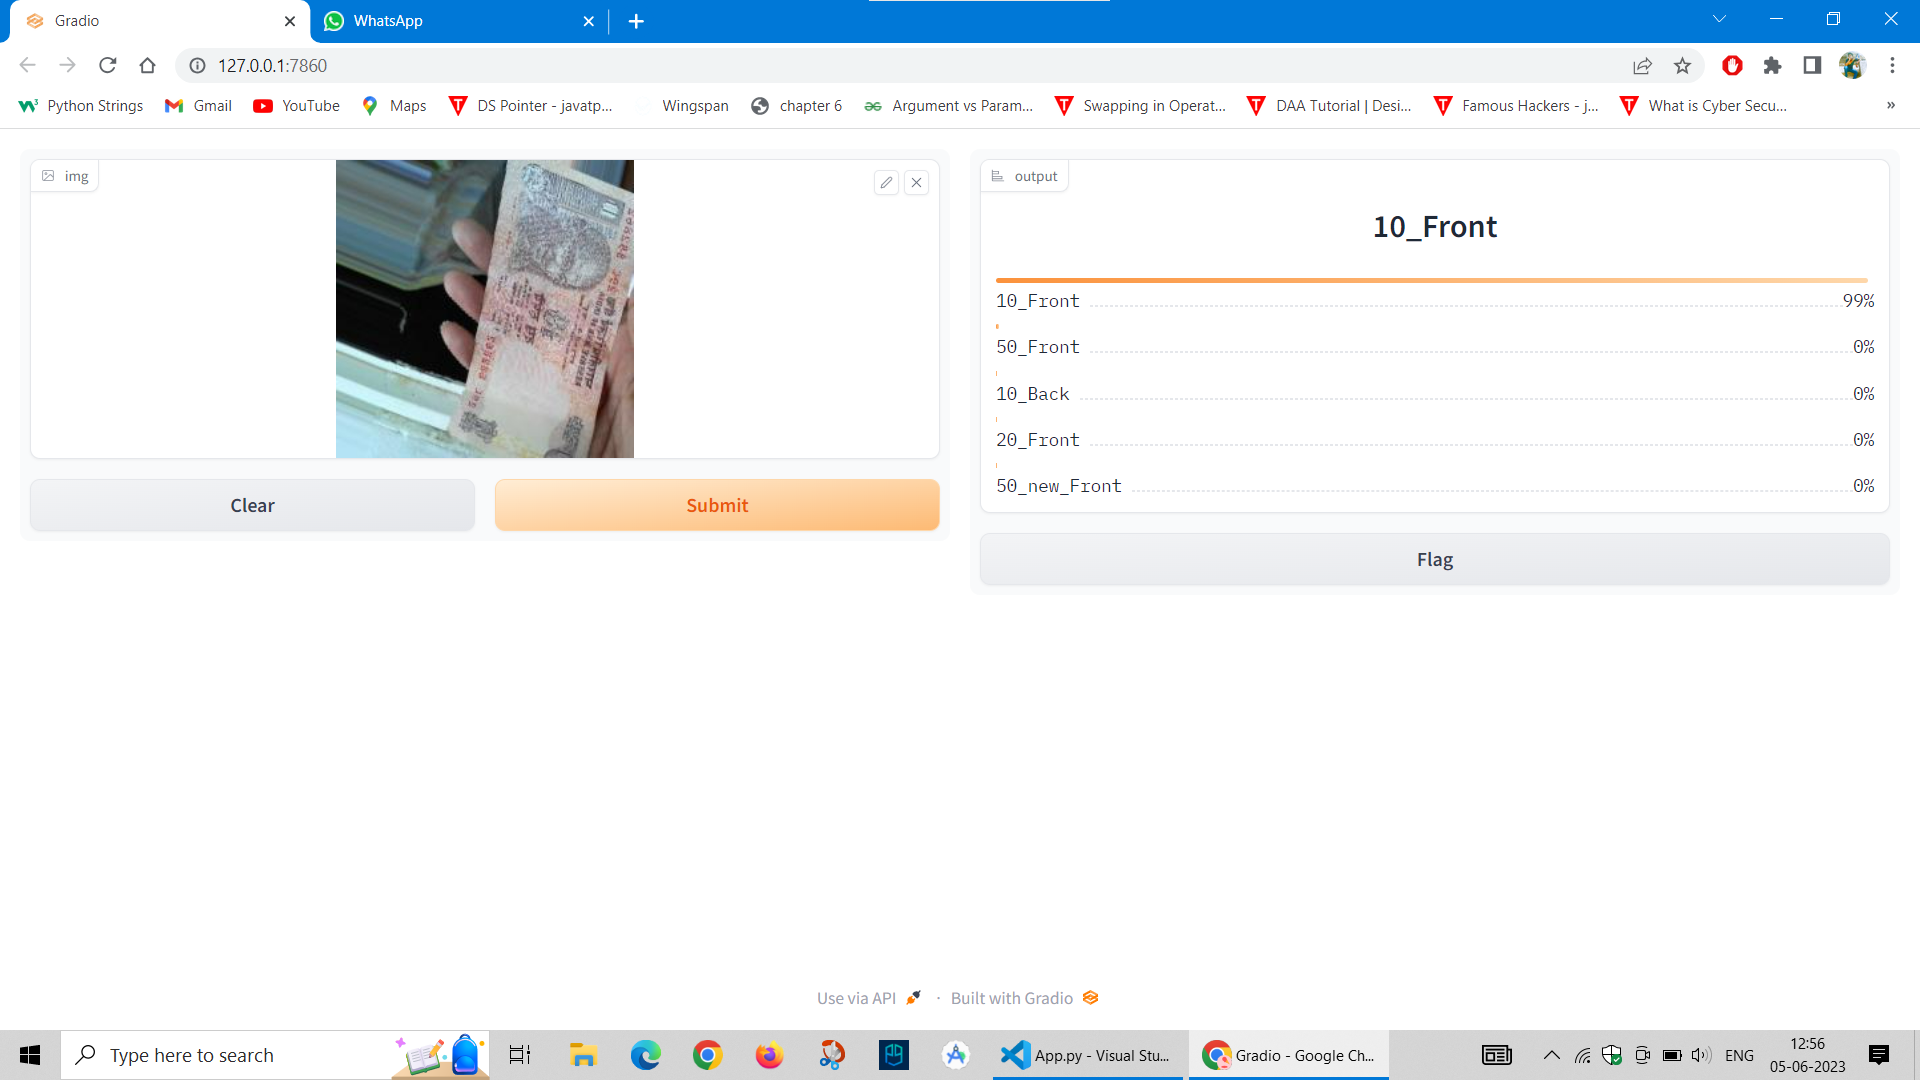 Gradio
WhatsApp
127.0.0.1:7860
Python Strings
Gmail
YouTube
Maps
DS Pointer - javatp...
Wingspan
chapter 6
Argument vs Param...
Swapping in Operat...
DAA Tutorial | Desi...
Famous Hackers - j...
What is Cyber Secu...
»
img
output
10_Front
10_Front 99%
50_Front 0%
10_Back 0%
20_Front 0%
50_new_Front 0%
Clear
Submit
Flag
Use via API · Built with Gradio
Type here to search
App.py - Visual Stu...
Gradio - Google Ch...
ENG
12:56
05-06-2023